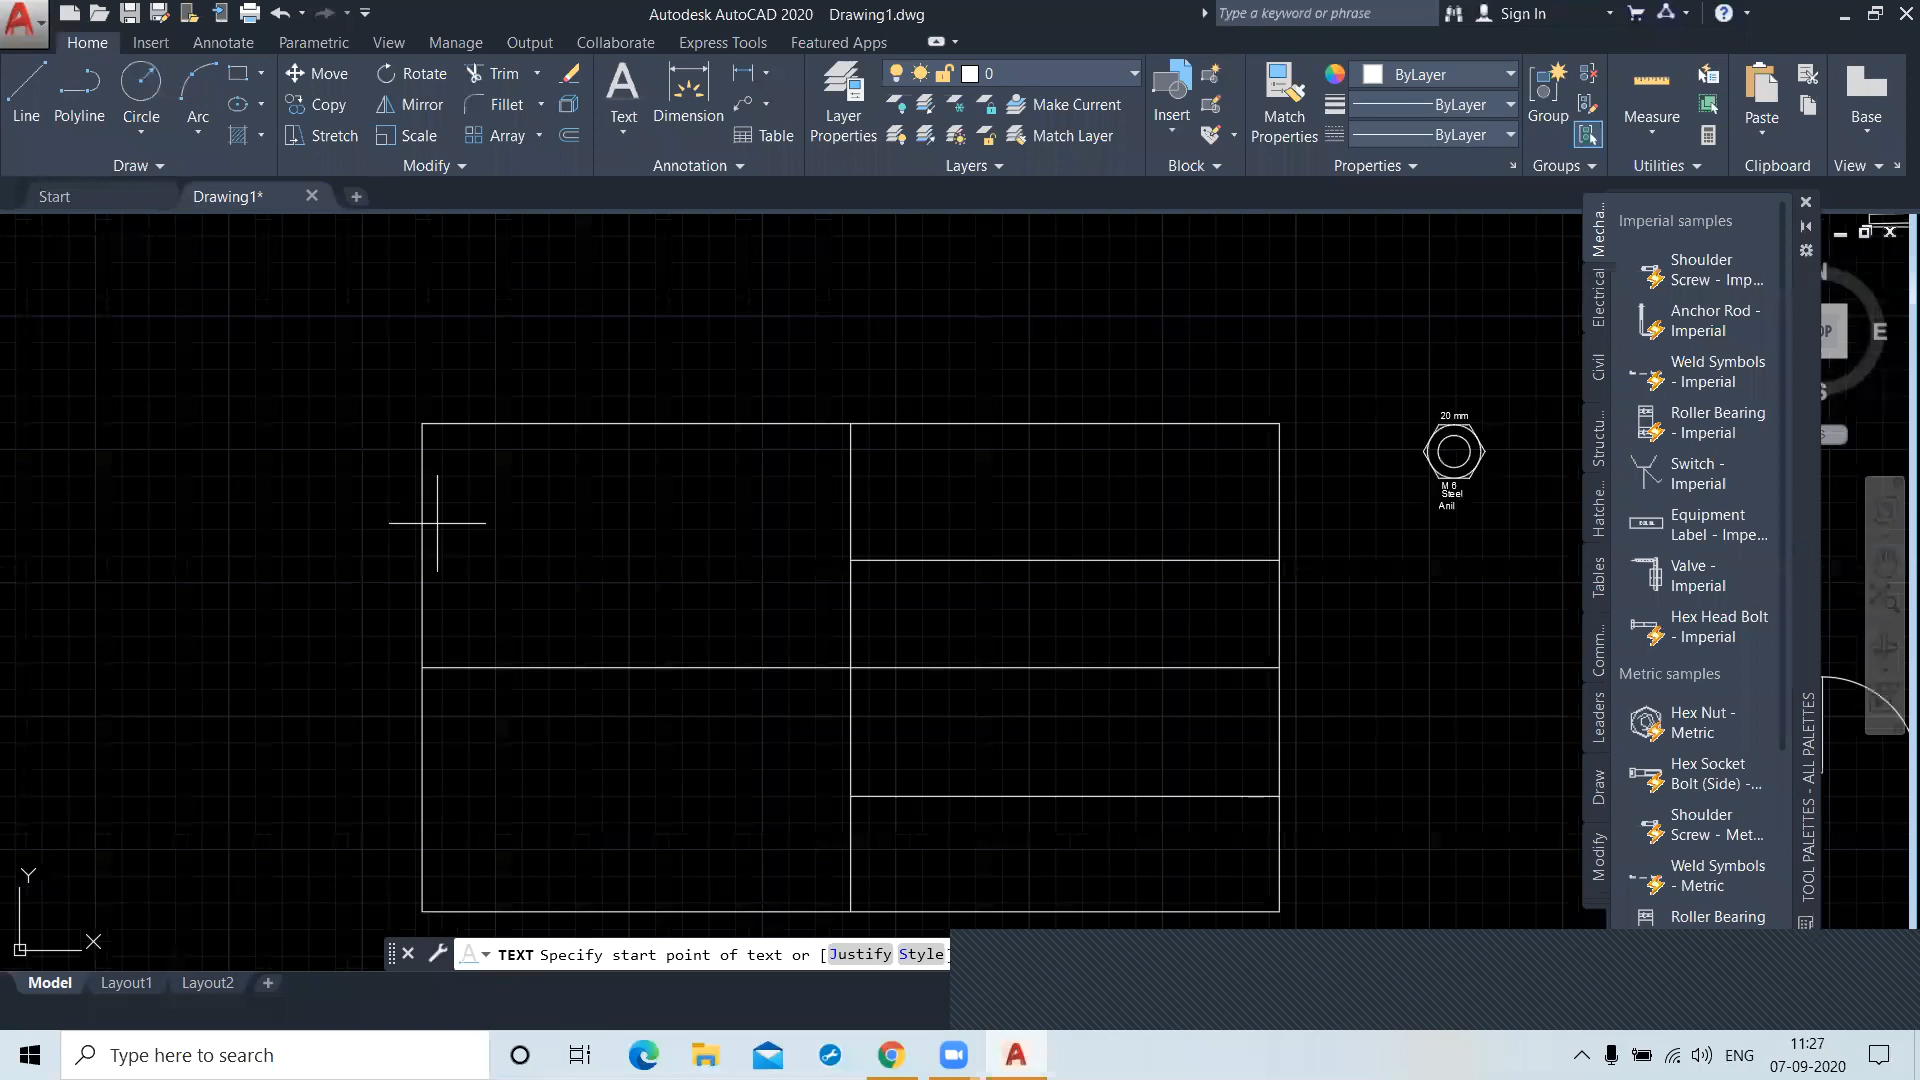 Autodesk AutoCAD 2020 Drawing1.dwg
Type a keyword or phrase
Sign In
Home Insert Annotate Parametric View Manage Output Collaborate Express Tools Featured Apps
Line
Polyline
Circle
Arc
Draw
Move
Copy
Stretch
Rotate
Mirror
Scale
Trim
Fillet
Array
Modify
Text
Dimension
Table
Annotation
Layer
Properties
0
Make Current
Match Layer
Layers
Insert
Block
Match
Properties
ByLayer
ByLayer
ByLayer
Properties
Group
Groups
Measure
Utilities
Paste
Clipboard
Base
View
Start
Drawing1*
20 mm
M 6
Steel
Anil
Mecha...
Electrical
Civil
Structu...
Hatche...
Tables
Comm...
Leaders
Draw
Modify
Imperial samples
Shoulder
Screw - Imp...
Anchor Rod -
Imperial
Weld Symbols
- Imperial
Roller Bearing
- Imperial
Switch -
Imperial
Equipment
Label - Impe...
Valve -
Imperial
Hex Head Bolt
- Imperial
Metric samples
Hex Nut -
Metric
Hex Socket
Bolt (Side) -...
Shoulder
Screw - Met...
Weld Symbols
- Metric
Roller Bearing
TOOL PALETTES - ALL PALETTES
E
Y
X
TEXT Specify start point of text or [Justify Style]
Model Layout1 Layout2
Type here to search
ENG
11:27
07-09-2020